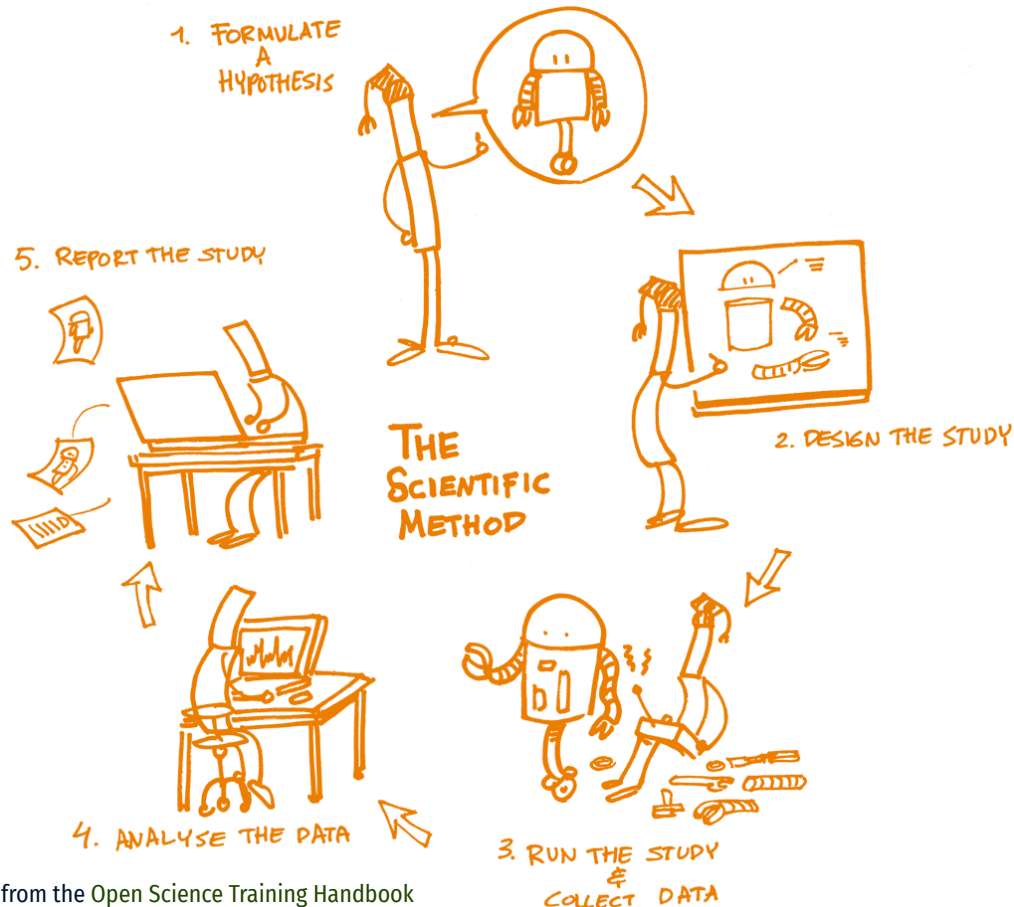 1. FORMULATE
A
HYPOTHESIS
5. REPORT THE STUDY
2. DESIGN THE STUDY
THE
SCIENTIFIC
METHOD
4. ANALYSE THE DATA
3. RUN THE STUDY
&
COLLECT DATA
from the Open Science Training Handbook